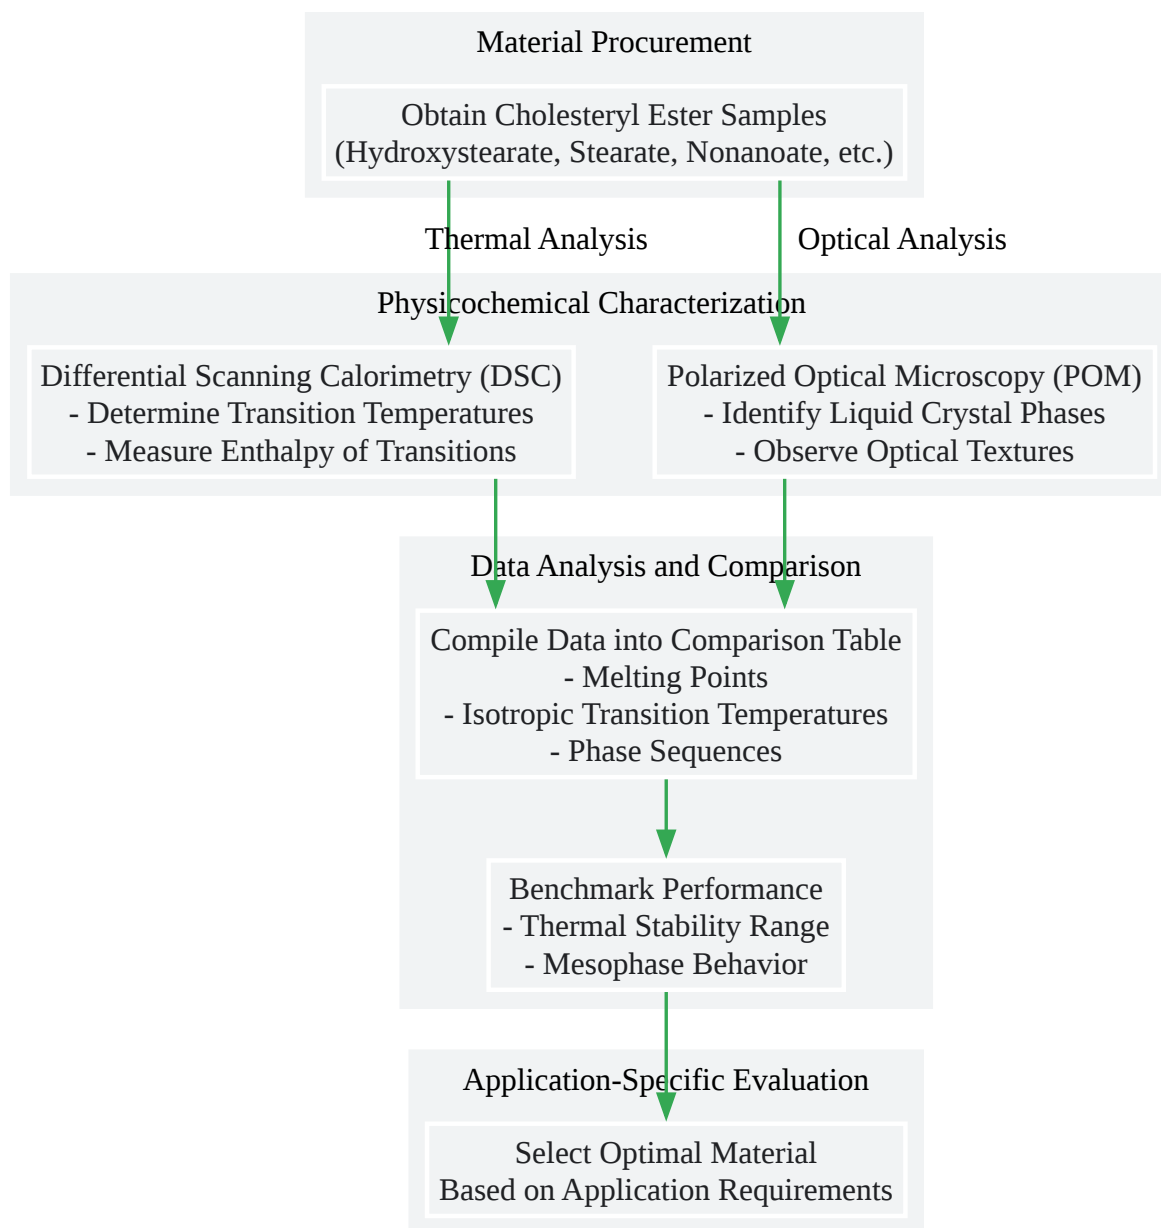 Material Procurement
Obtain Cholesteryl Ester Samples
(Hydroxystearate, Stearate, Nonanoate, etc.)
Thermal Analysis
Optical Analysis
Physicochemical Characterization
Differential Scanning Calorimetry (DSC)
- Determine Transition Temperatures
- Measure Enthalpy of Transitions
Polarized Optical Microscopy (POM)
- Identify Liquid Crystal Phases
- Observe Optical Textures
Data Analysis and Comparison
Compile Data into Comparison Table
- Melting Points
- Isotropic Transition Temperatures
- Phase Sequences
Benchmark Performance
- Thermal Stability Range
- Mesophase Behavior
Application-Specific Evaluation
Select Optimal Material
Based on Application Requirements